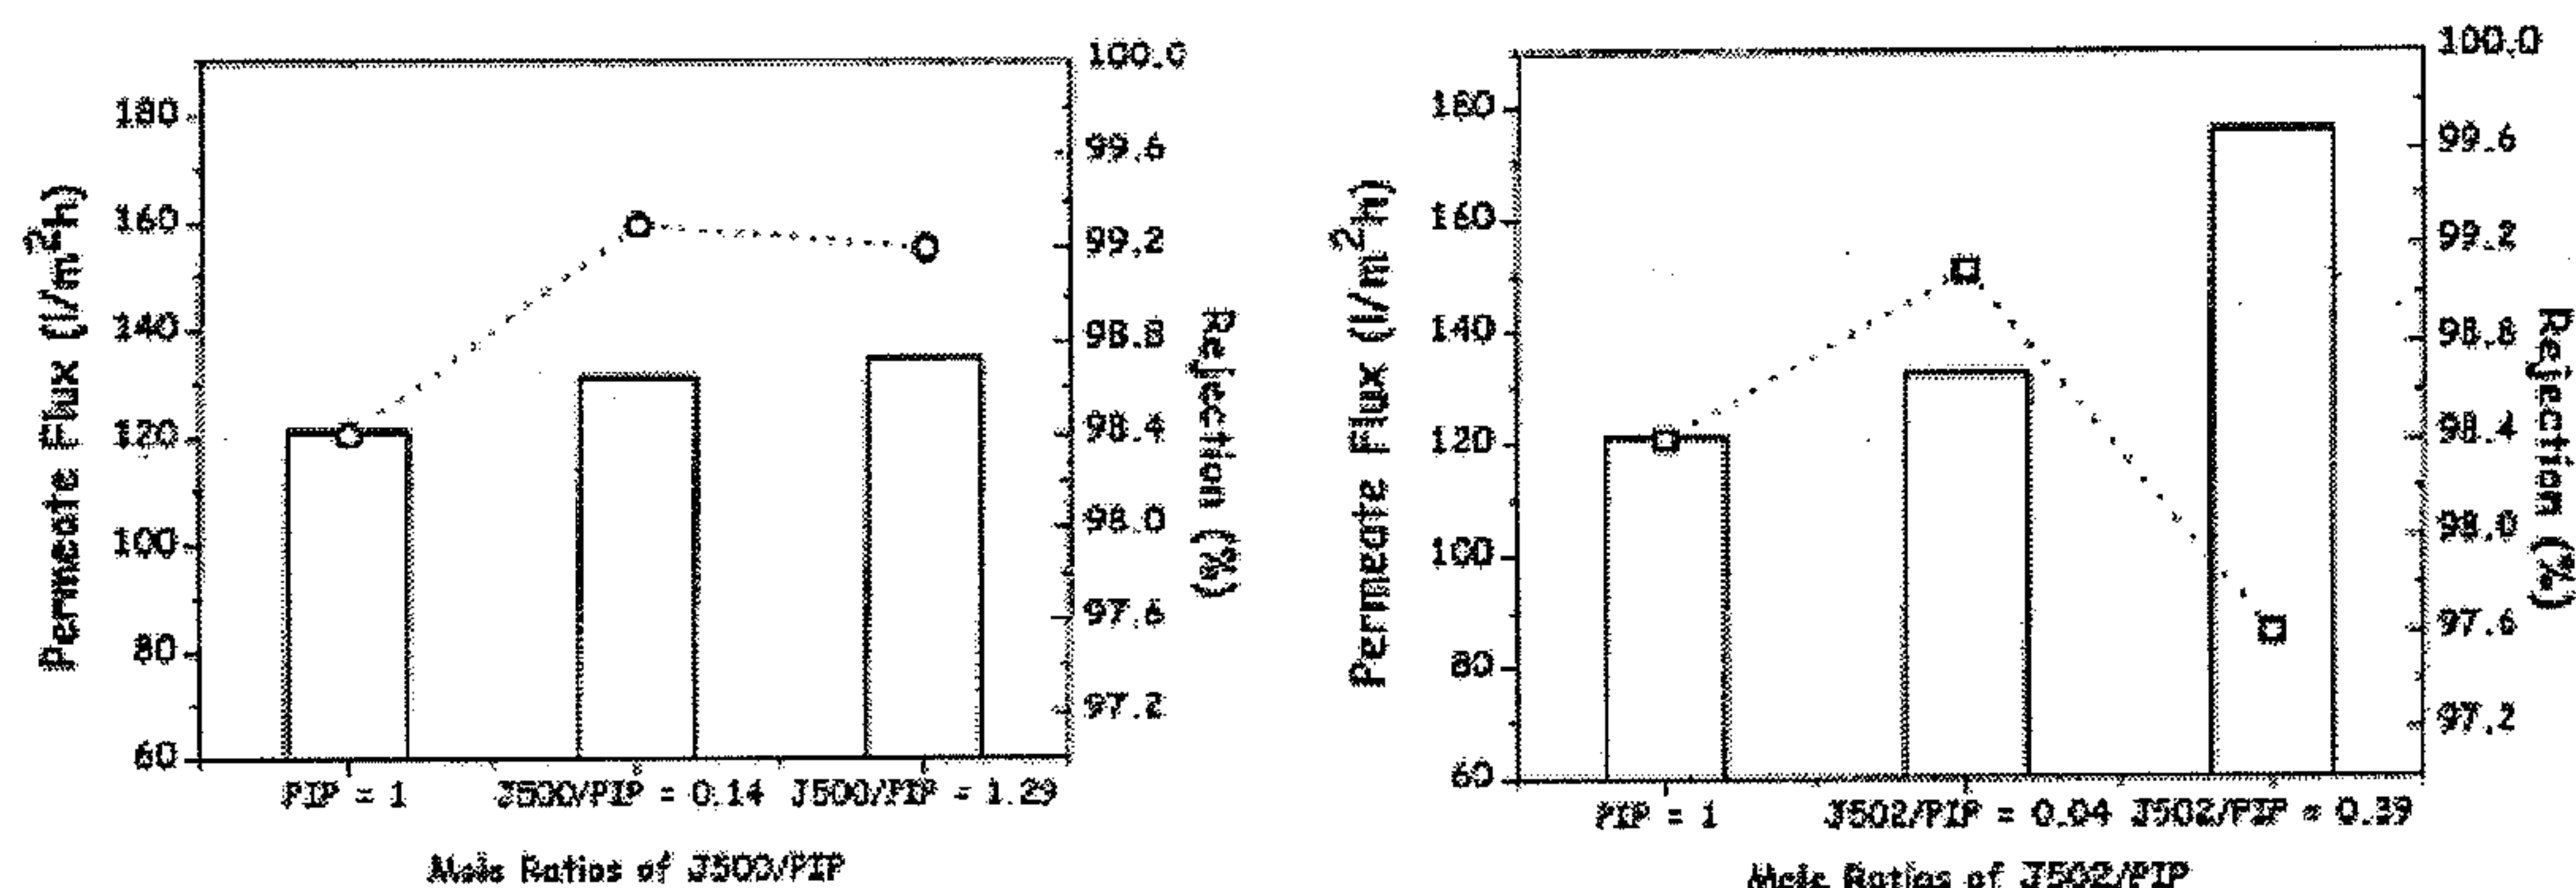 Permeate Flux (l/m²h)
180
160
140
120
100
80
60
100.0
99.6
99.2
98.8
98.4
98.0
97.6
97.2
Rejection (%)
PIP = 1
J500/PIP = 0.14
J500/PIP = 1.29
Mole Ratios of J500/PIP
Permeate Flux (l/m²h)
180
160
140
120
100
80
60
100.0
99.6
99.2
98.8
98.4
98.0
97.6
97.2
Rejection (%)
PIP = 1
J502/PIP = 0.04
J502/PIP = 0.39
Mole Ratios of J502/PIP